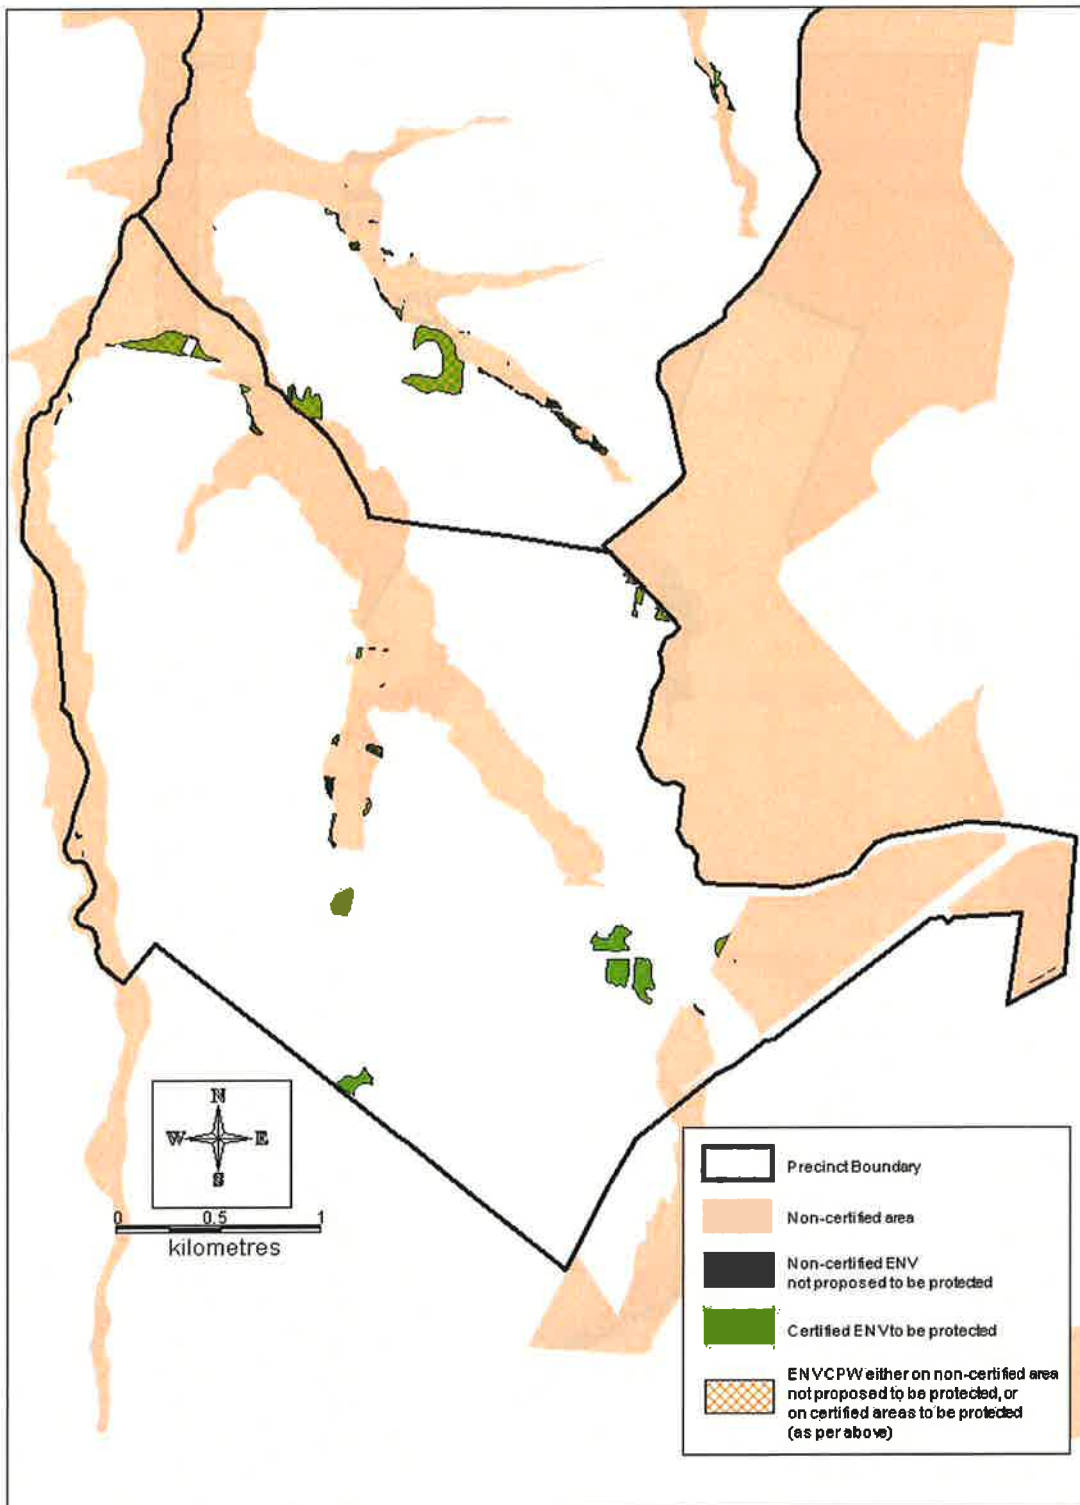 N
W E
S
0 0.5 1
kilometres
Precinct Boundary
Non-certified area
Non-certified ENV
not proposed to be protected
Certified ENV to be protected
ENVCPW either on non-certified area
not proposed to be protected, or
on certified areas to be protected
(as per above)